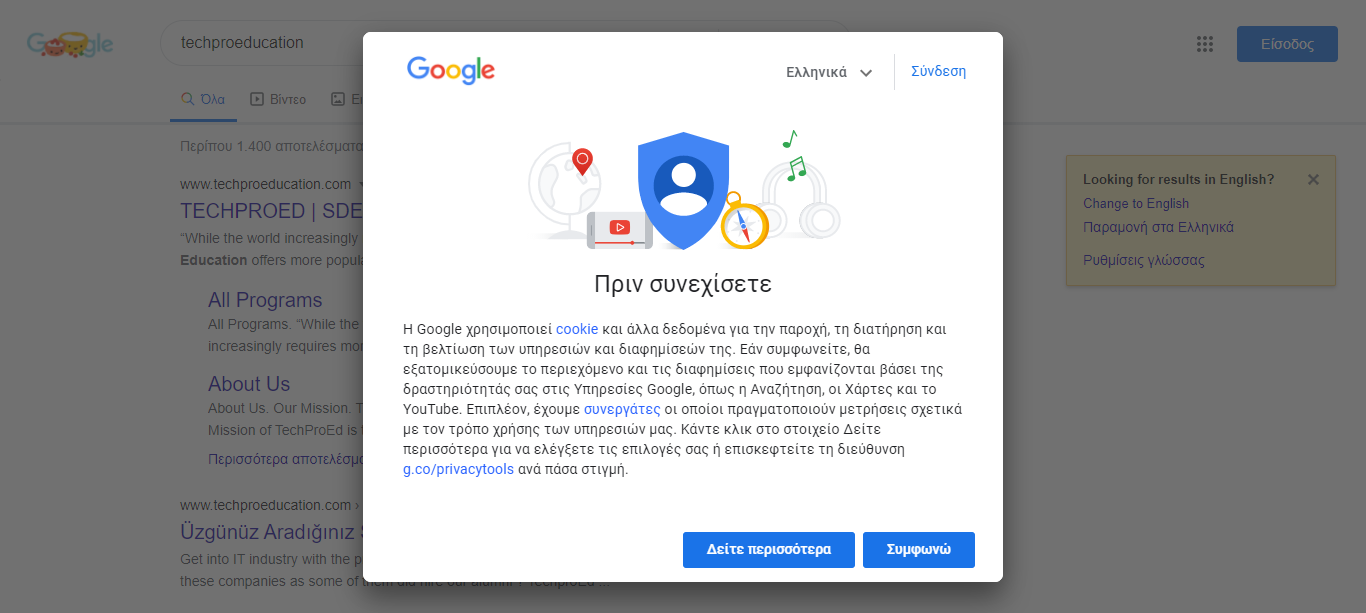 Google
techproeducation
Είσοδος
Όλα
Βίντεο
Περίπου 1.400 αποτελέσματα
www.techproeducation.com
TECHPROED | SDE
“While the world increasingly
Education offers more popula
All Programs
All Programs. “While the
increasingly requires mor
About Us
About Us. Our Mission. T
Mission of TechProEd is t
Περισσότερα αποτελέσμα
www.techproeducation.com ›
Üzgünüz Aradığınız S
Get into IT industry with the p
these companies as some of them did hire our alumni ! TechproEd ...
Google
Ελληνικά
Σύνδεση
Πριν συνεχίσετε
Η Google χρησιμοποιεί cookie και άλλα δεδομένα για την παροχή, τη διατήρηση και
τη βελτίωση των υπηρεσιών και διαφημίσεών της. Εάν συμφωνείτε, θα
εξατομικεύσουμε το περιεχόμενο και τις διαφημίσεις που εμφανίζονται βάσει της
δραστηριότητάς σας στις Υπηρεσίες Google, όπως η Αναζήτηση, οι Χάρτες και το
YouTube. Επιπλέον, έχουμε συνεργάτες οι οποίοι πραγματοποιούν μετρήσεις σχετικά
με τον τρόπο χρήσης των υπηρεσιών μας. Κάντε κλικ στο στοιχείο Δείτε
περισσότερα για να ελέγξετε τις επιλογές σας ή επισκεφτείτε τη διεύθυνση
g.co/privacytools ανά πάσα στιγμή.
Δείτε περισσότερα
Συμφωνώ
Looking for results in English?
Change to English
Παραμονή στα Ελληνικά
Ρυθμίσεις γλώσσας